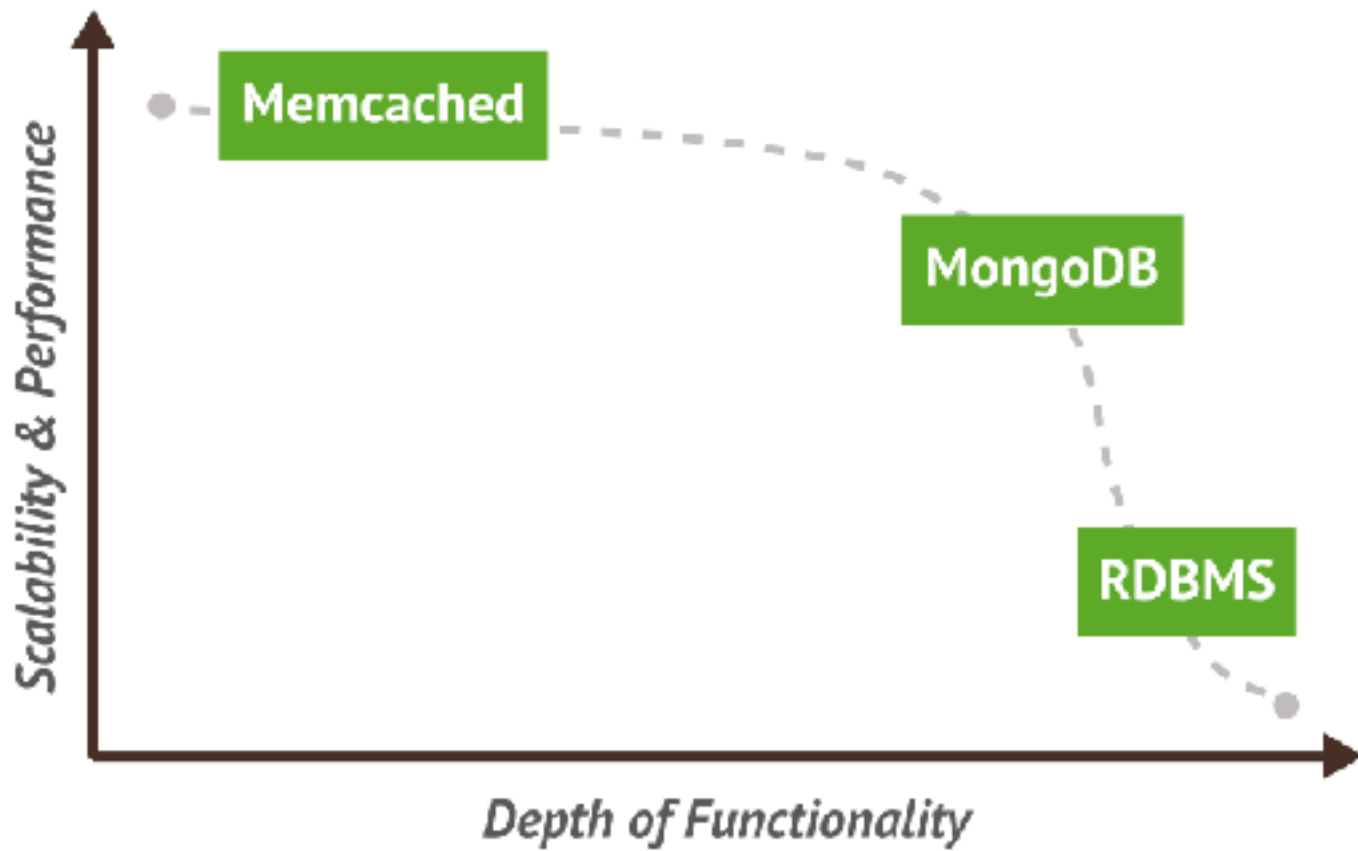 Memcached
MongoDB
RDBMS
Scalability & Performance
Depth of Functionality